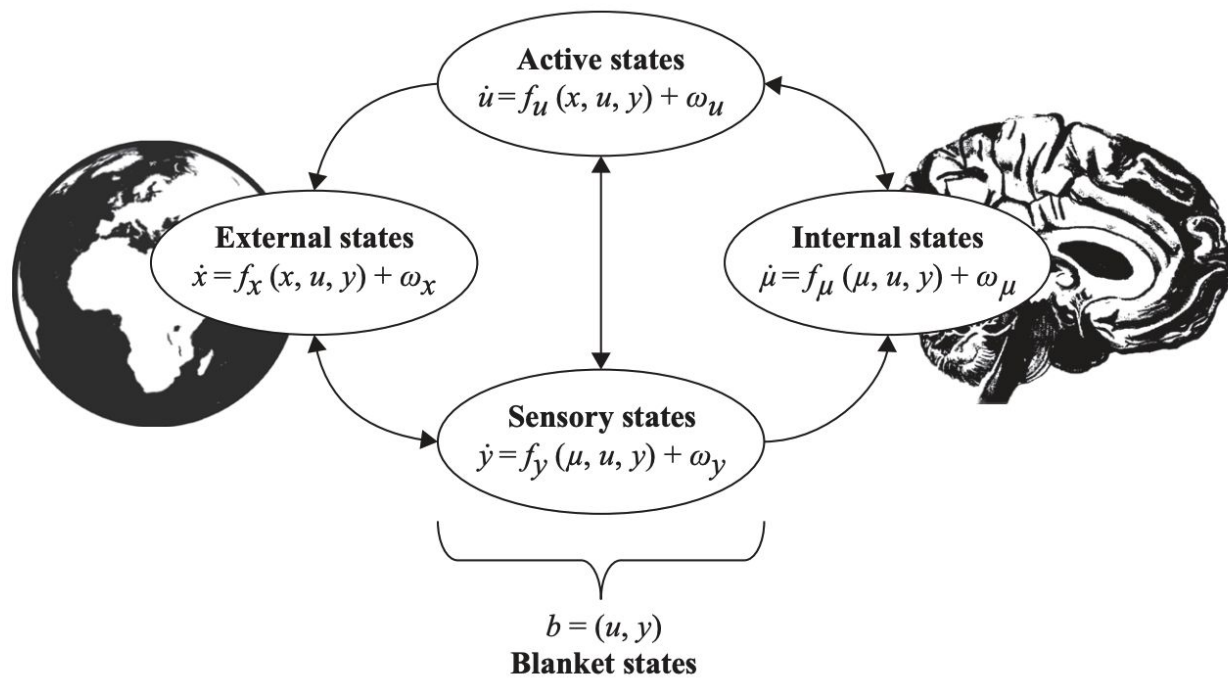 Active states
u̇ = f_u (x, u, y) + ω_u
External states
ẋ = f_x (x, u, y) + ω_x
Internal states
μ̇ = f_μ (μ, u, y) + ω_μ
Sensory states
ẏ = f_y (μ, u, y) + ω_y
b = (u, y)
Blanket states